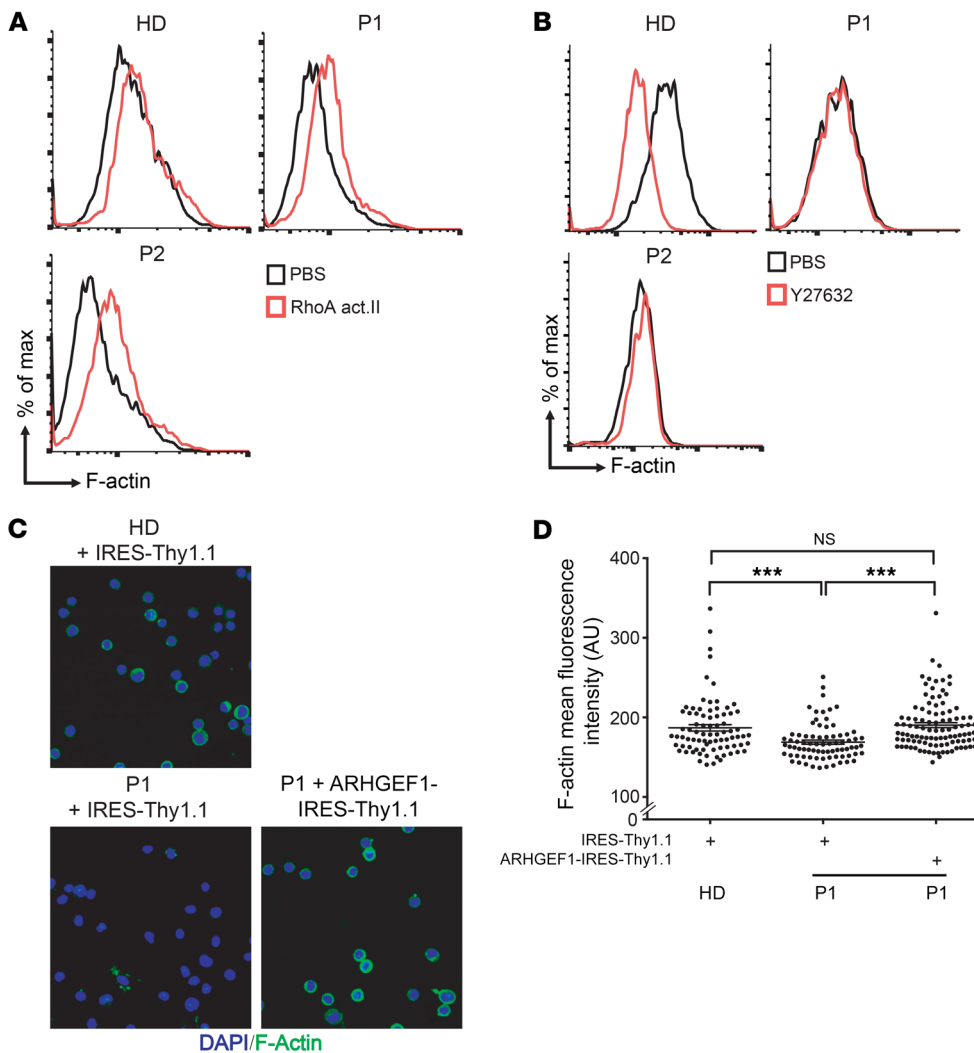 A
HD
P1
P2
PBS
RhoA act.II
% of max
F-actin
B
HD
P1
P2
PBS
Y27632
% of max
F-actin
C
HD
+ IRES-Thy1.1
P1
+ IRES-Thy1.1
P1 + ARHGEF1-
IRES-Thy1.1
DAPI/F-Actin
D
NS
***
***
F-actin mean fluorescence
intensity (AU)
400
300
200
100
0
IRES-Thy1.1 + +
ARHGEF1-IRES-Thy1.1 +
HD P1 P1